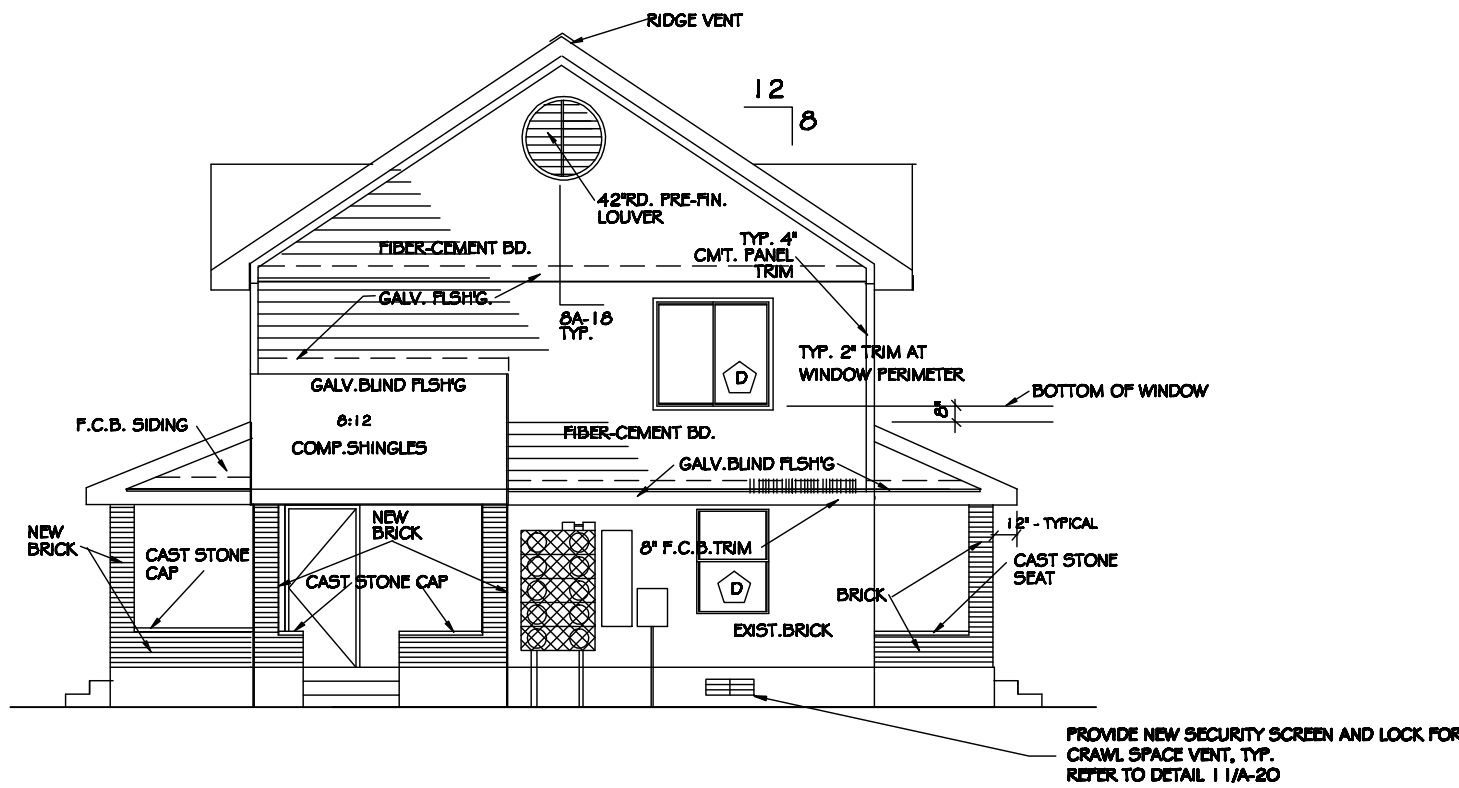 RIDGE VENT
12
8
42"RD. PRE-FIN.
LOUVER
TYP. 4"
CM'T. PANEL
TRIM
FIBER-CEMENT BD.
GALV. FLSH'G.
8A-18
TYP.
TYP. 2" TRIM AT
WINDOW PERIMETER
D
GALV.BLIND FLSH'G
BOTTOM OF WINDOW
8"
8:12
COMP.SHINGLES
F.C.B. SIDING
FIBER-CEMENT BD.
GALV.BLIND FLSH'G
NEW
BRICK
NEW
BRICK
12" - TYPICAL
8" F.C.B.TRIM
CAST STONE
CAP
CAST STONE CAP
CAST STONE
SEAT
D
BRICK
EXIST.BRICK
PROVIDE NEW SECURITY SCREEN AND LOCK FOR
CRAWL SPACE VENT, TYP.
REFER TO DETAIL 11/A-20